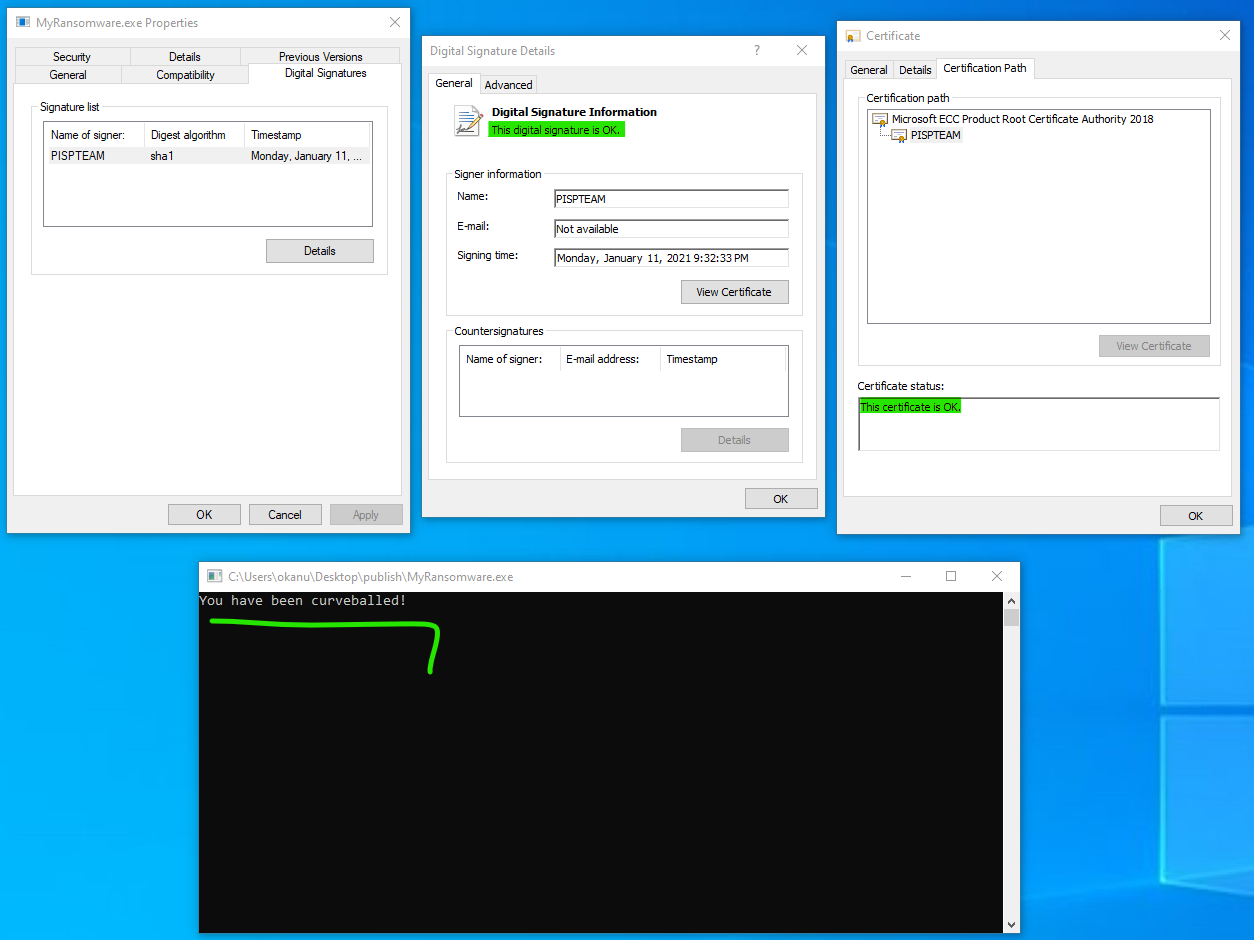 MyRansomware.exe Properties
Security Details Previous Versions
General Compatibility Digital Signatures
Signature list
Name of signer: Digest algorithm Timestamp
PISPTEAM sha1 Monday, January 11, ...
Details
OK Cancel Apply
Digital Signature Details ?
General Advanced
Digital Signature Information
This digital signature is OK.
Signer information
Name: PISPTEAM
E-mail: Not available
Signing time: Monday, January 11, 2021 9:32:33 PM
View Certificate
Countersignatures
Name of signer: E-mail address: Timestamp
Details
OK
Certificate
General Details Certification Path
Certification path
Microsoft ECC Product Root Certificate Authority 2018
PISPTEAM
View Certificate
Certificate status:
This certificate is OK.
OK
C:\Users\okanu\Desktop\publish\MyRansomware.exe
You have been curveballed!